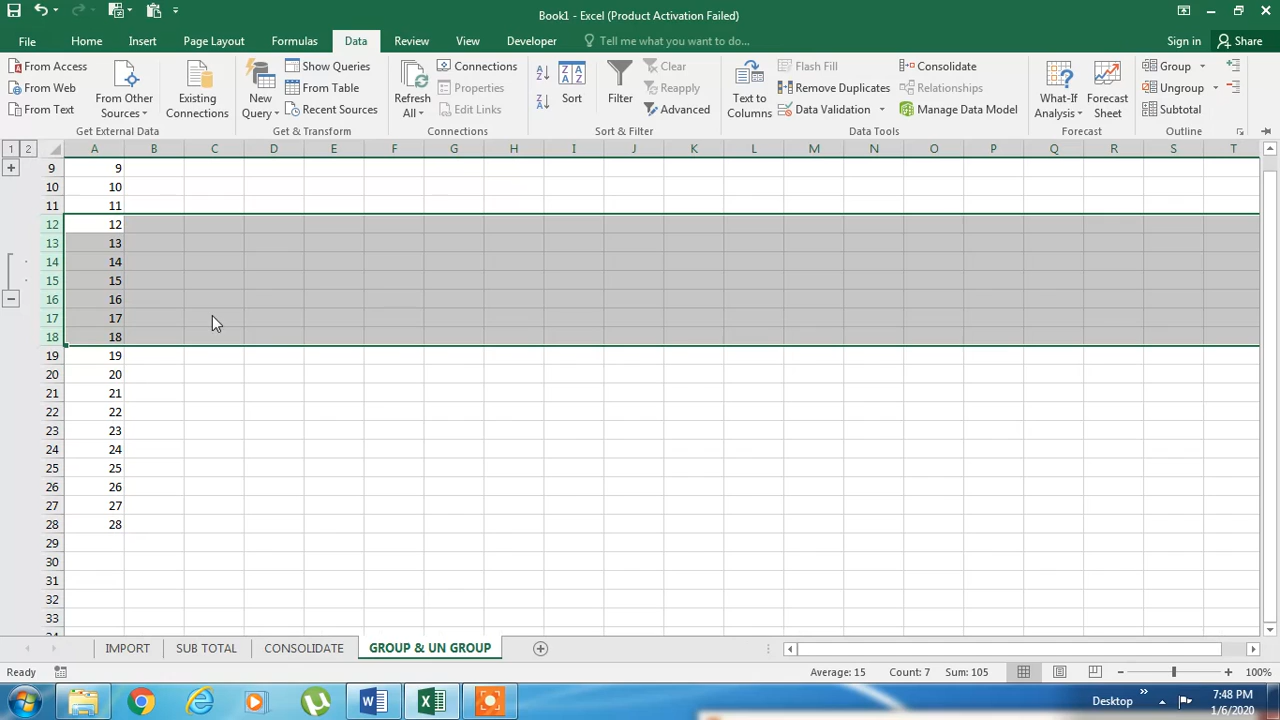 Book1 - Excel (Product Activation Failed)
File Home Insert Page Layout Formulas Data Review View Developer Tell me what you want to do... Sign in Share
From Access
From Web
From Text
From Other Sources
Existing Connections
Get External Data
New Query
Show Queries
From Table
Recent Sources
Get & Transform
Refresh All
Connections
Properties
Edit Links
Connections
Sort
Filter
Clear
Reapply
Advanced
Sort & Filter
Text to Columns
Flash Fill
Remove Duplicates
Data Validation
Consolidate
Relationships
Manage Data Model
Data Tools
What-If Analysis
Forecast Sheet
Forecast
Group
Ungroup
Subtotal
Outline
1 2 A B C D E F G H I J K L M N O P Q R S T
9 9
10 10
11 11
12 12
13 13
14 14
15 15
16 16
17 17
18 18
19 19
20 20
21 21
22 22
23 23
24 24
25 25
26 26
27 27
28 28
29
30
31
32
33
34
IMPORT SUB TOTAL CONSOLIDATE GROUP & UN GROUP
Ready Average: 15 Count: 7 Sum: 105 100%
Desktop 7:48 PM
1/6/2020